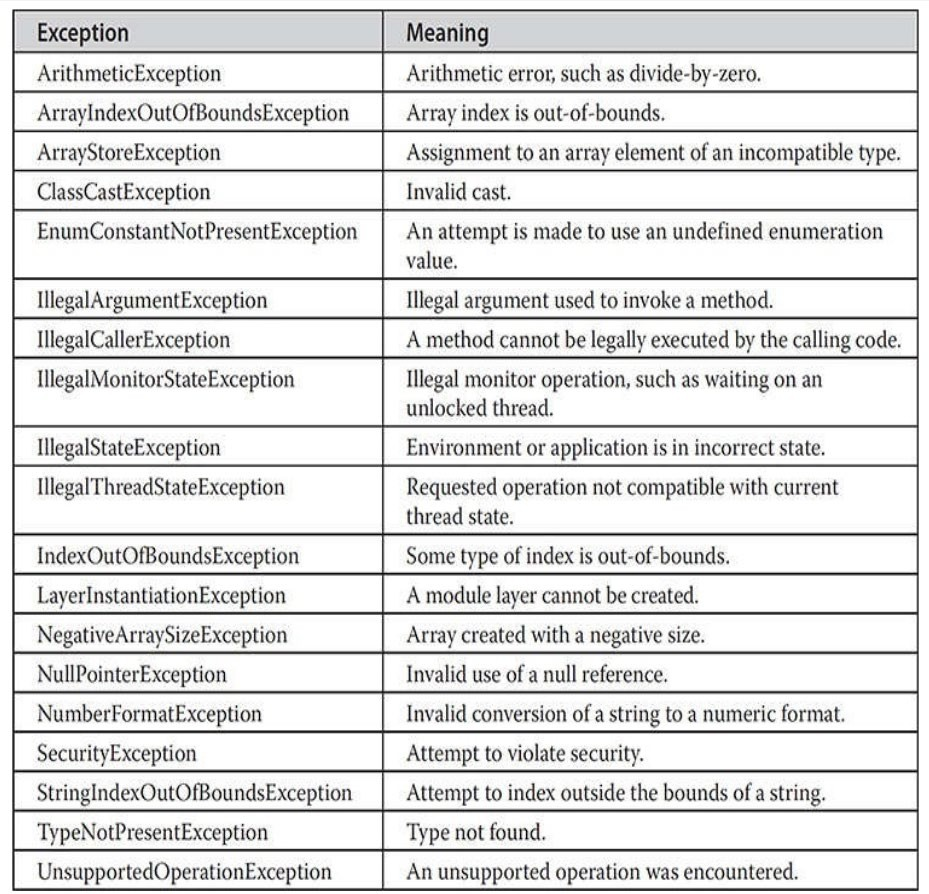 Exception Meaning
ArithmeticException Arithmetic error, such as divide-by-zero.
ArrayIndexOutOfBoundsException Array index is out-of-bounds.
ArrayStoreException Assignment to an array element of an incompatible type.
ClassCastException Invalid cast.
EnumConstantNotPresentException An attempt is made to use an undefined enumeration
value.
IllegalArgumentException Illegal argument used to invoke a method.
IllegalCallerException A method cannot be legally executed by the calling code.
IllegalMonitorStateException Illegal monitor operation, such as waiting on an
unlocked thread.
IllegalStateException Environment or application is in incorrect state.
IllegalThreadStateException Requested operation not compatible with current
thread state.
IndexOutOfBoundsException Some type of index is out-of-bounds.
LayerInstantiationException A module layer cannot be created.
NegativeArraySizeException Array created with a negative size.
NullPointerException Invalid use of a null reference.
NumberFormatException Invalid conversion of a string to a numeric format.
SecurityException Attempt to violate security.
StringIndexOutOfBoundsException Attempt to index outside the bounds of a string.
TypeNotPresentException Type not found.
UnsupportedOperationException An unsupported operation was encountered.